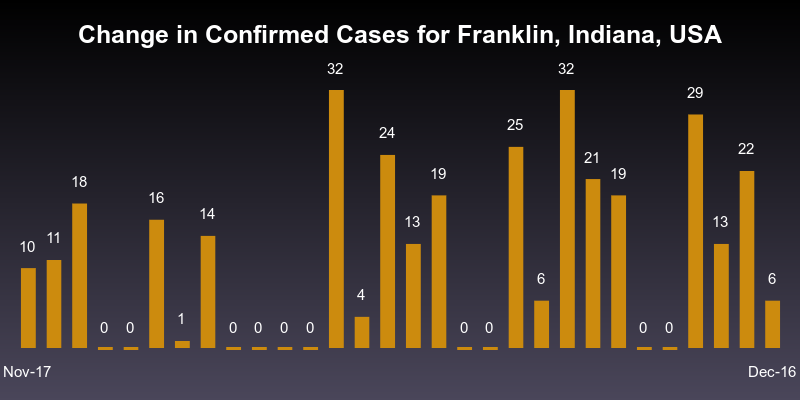 Change in Confirmed Cases for Franklin, Indiana, USA
10 11 18 0 0 16 1 14 0 0 0 0 32 4 24 13 19 0 0 25 6 32 21 19 0 0 29 13 22 6
Nov-17 Dec-16